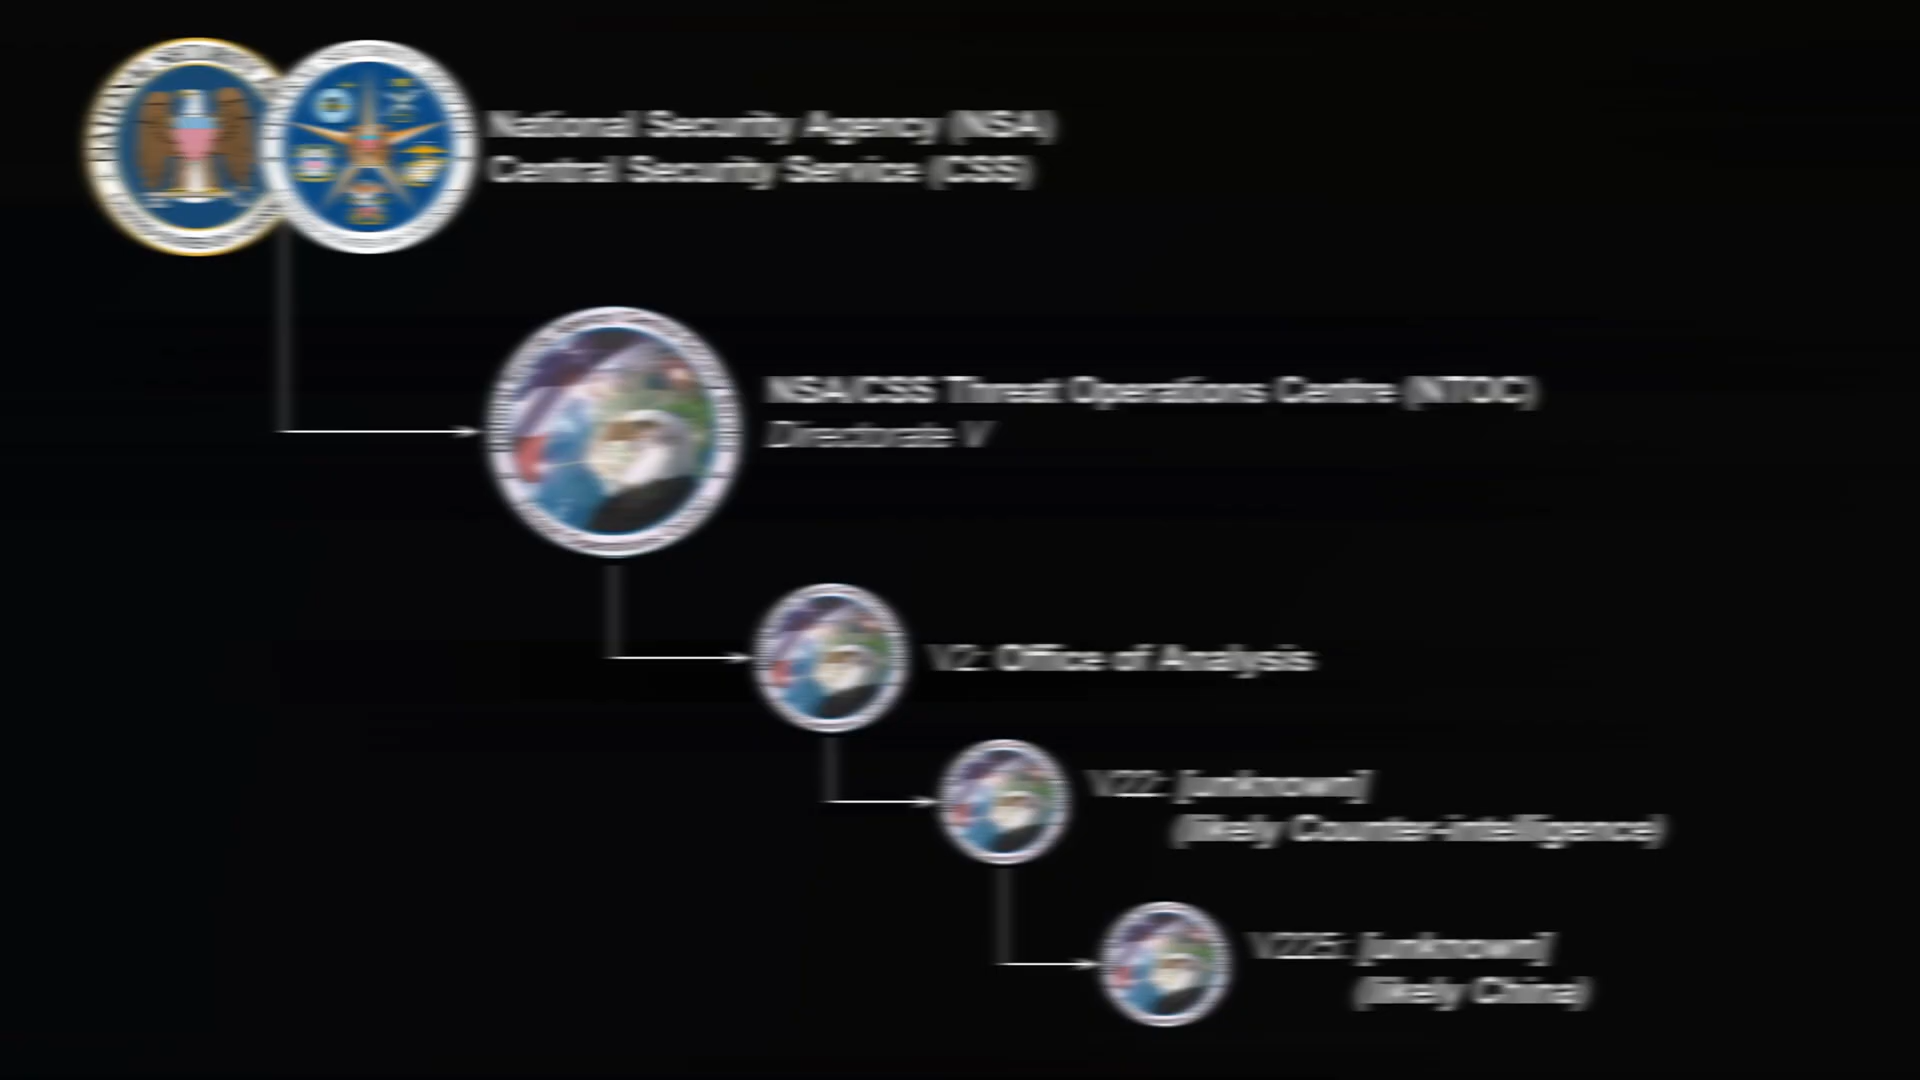 National Security Agency (NSA)
Central Security Service (CSS)
NSA/CSS Threat Operations Centre (NTOC)
Directorate V
V2: Office of Analysis
V22: [unknown]
(likely Counter-intelligence)
V225: [unknown]
(likely China)